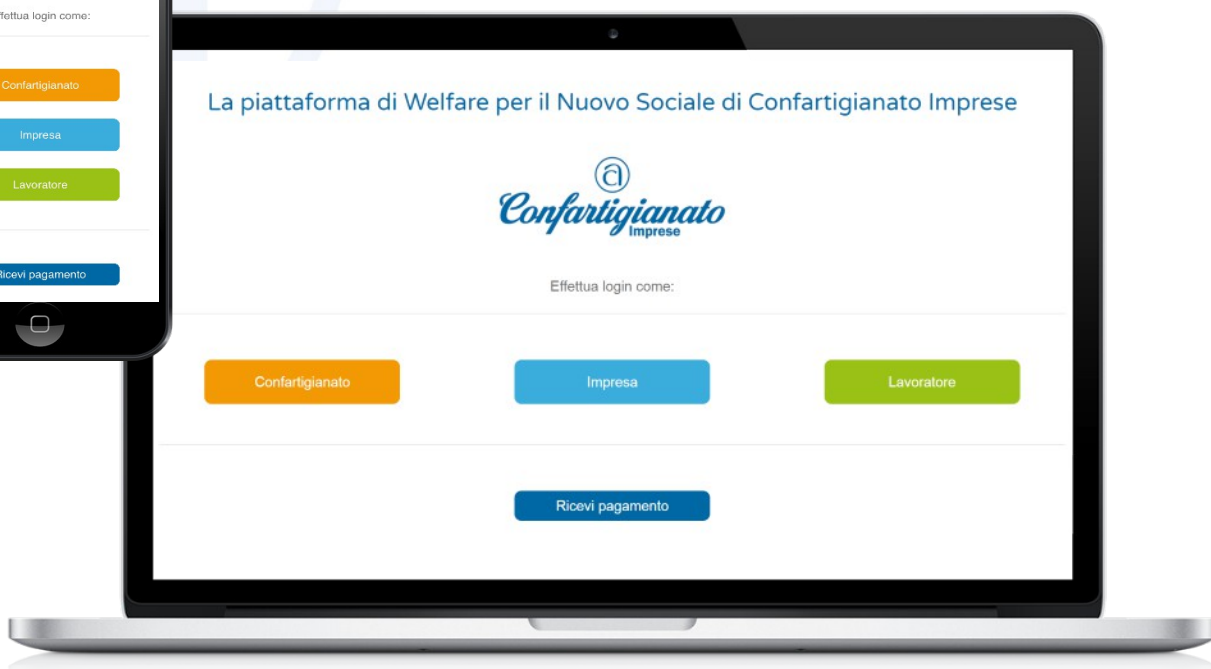 ffettua login come:
Confartigianato
Impresa
Lavoratore
Ricevi pagamento
La piattaforma di Welfare per il Nuovo Sociale di Confartigianato Imprese
a
Confartigianato
Imprese
Effettua login come:
Confartigianato
Impresa
Lavoratore
Ricevi pagamento